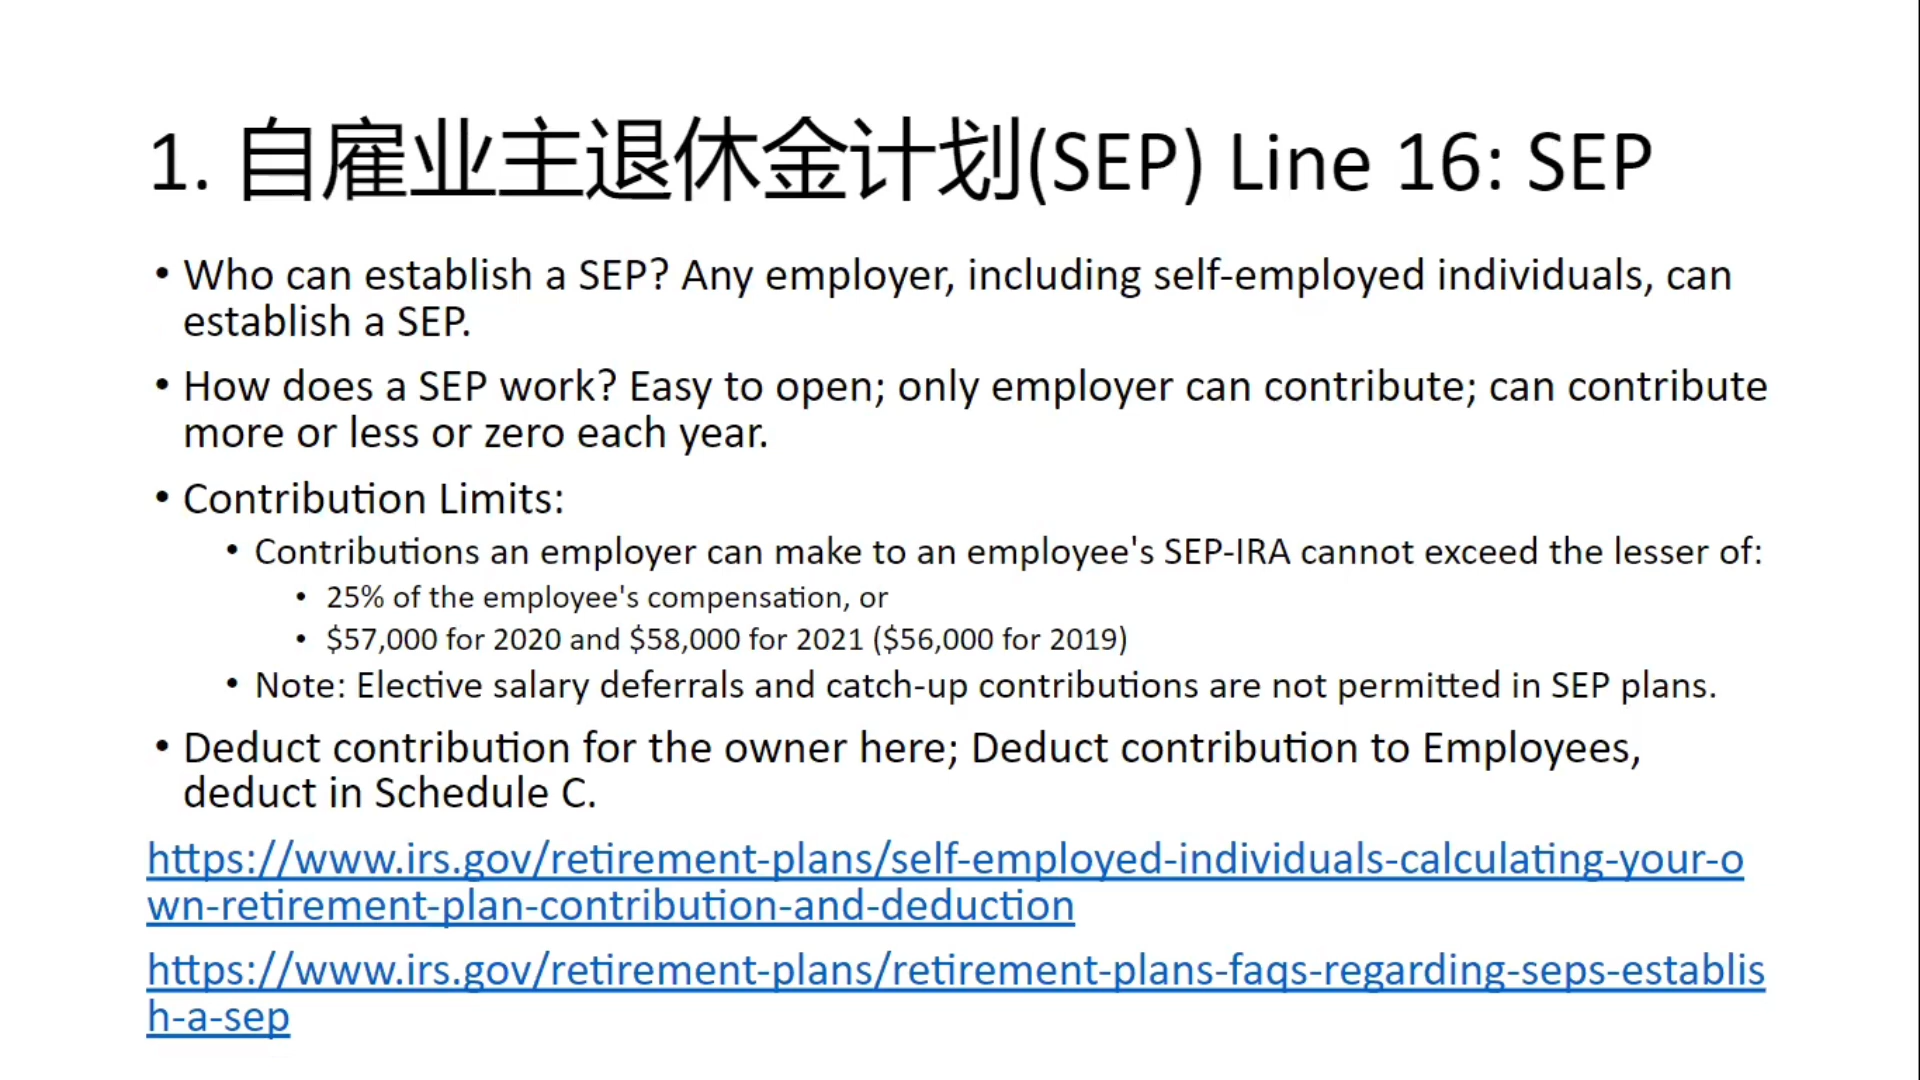 1. 自雇业主退休金计划(SEP) Line 16: SEP
• Who can establish a SEP? Any employer, including self-employed individuals, can
establish a SEP.
• How does a SEP work? Easy to open; only employer can contribute; can contribute
more or less or zero each year.
• Contribution Limits:
• Contributions an employer can make to an employee's SEP-IRA cannot exceed the lesser of:
• 25% of the employee's compensation, or
• $57,000 for 2020 and $58,000 for 2021 ($56,000 for 2019)
• Note: Elective salary deferrals and catch-up contributions are not permitted in SEP plans.
• Deduct contribution for the owner here; Deduct contribution to Employees,
deduct in Schedule C.
https://www.irs.gov/retirement-plans/self-employed-individuals-calculating-your-o
wn-retirement-plan-contribution-and-deduction
https://www.irs.gov/retirement-plans/retirement-plans-faqs-regarding-seps-establis
h-a-sep